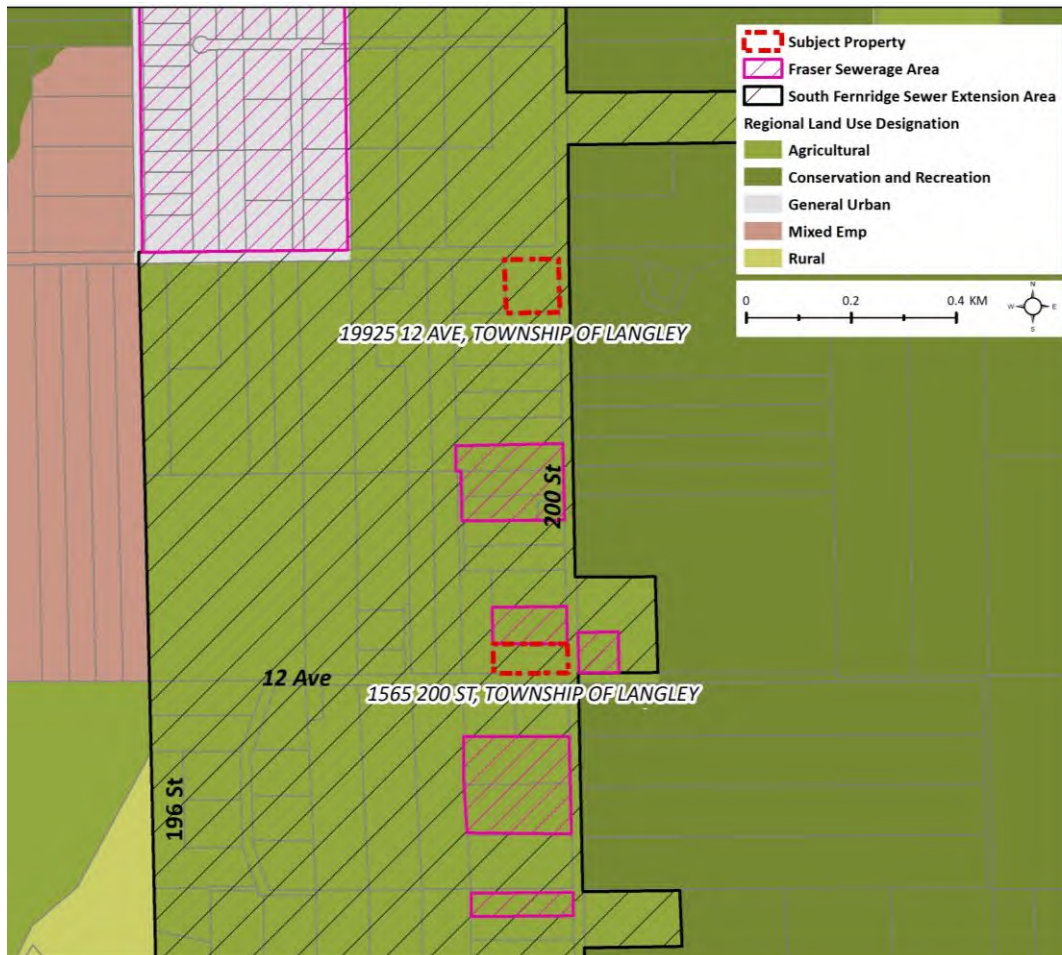 Subject Property
Fraser Sewerage Area
South Fernridge Sewer Extension Area
Regional Land Use Designation
Agricultural
Conservation and Recreation
General Urban
Mixed Emp
Rural
0 0.2 0.4 KM
N
W E
S
19925 12 AVE, TOWNSHIP OF LANGLEY
200 St
12 Ave
1565 200 ST, TOWNSHIP OF LANGLEY
196 St